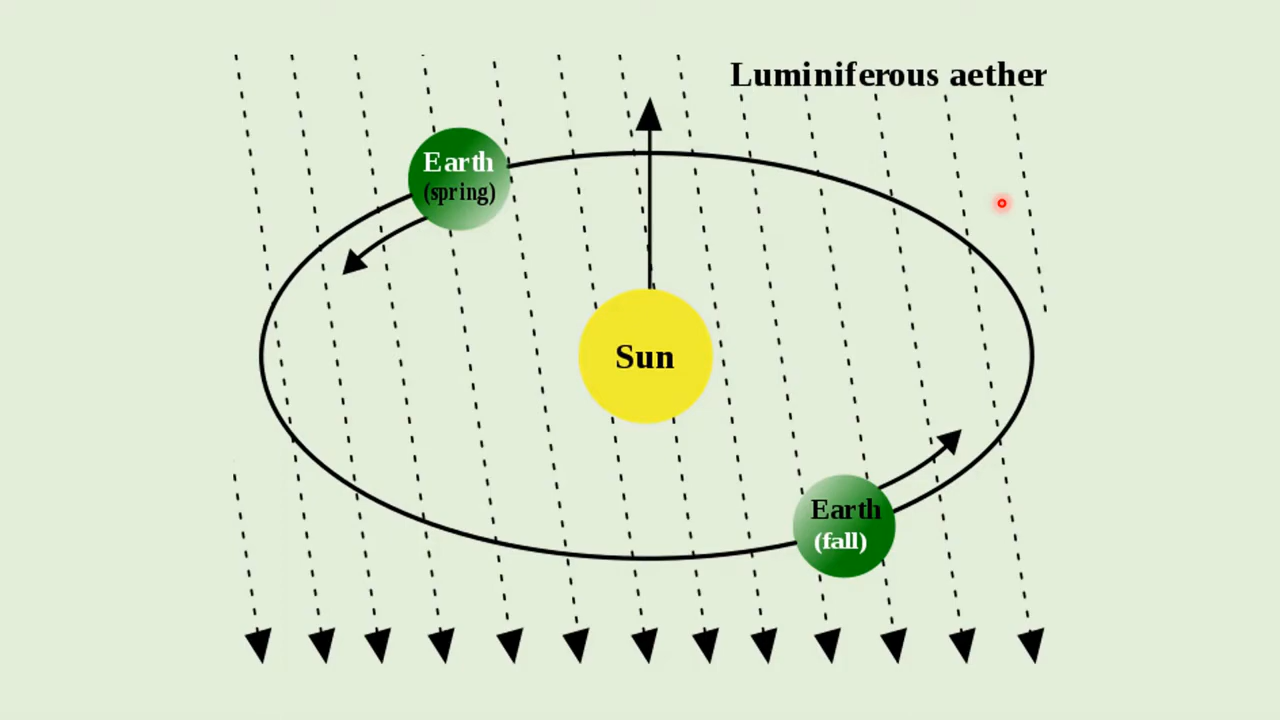 Luminiferous aether
Earth
(spring)
Sun
Earth
(fall)